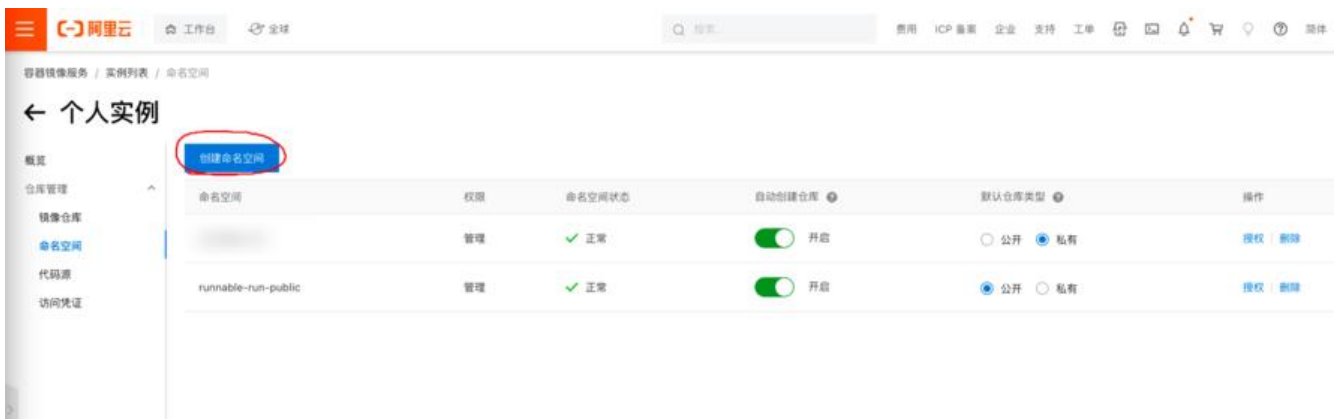 阿里云 工作台 全球 搜索... 费用 ICP 备案 企业 支持 工单 简体
容器镜像服务 / 实例列表 / 命名空间
← 个人实例
概览
仓库管理
镜像仓库
命名空间
代码源
访问凭证
创建命名空间
命名空间 权限 命名空间状态 自动创建仓库 默认仓库类型 操作
管理 正常 开启 公开 私有 授权 删除
runnable-run-public 管理 正常 开启 公开 私有 授权 删除